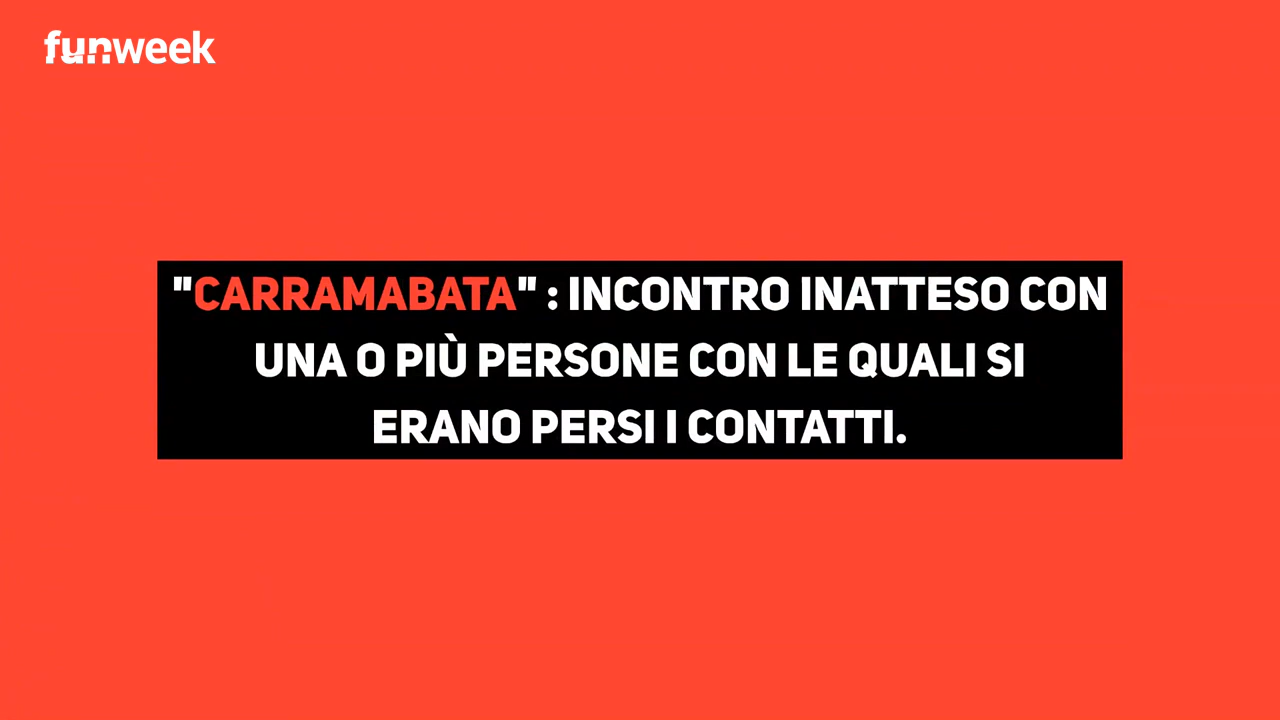 funweek
"CARRAMABATA" : INCONTRO INATTESO CON
UNA O PIÙ PERSONE CON LE QUALI SI
ERANO PERSI I CONTATTI.